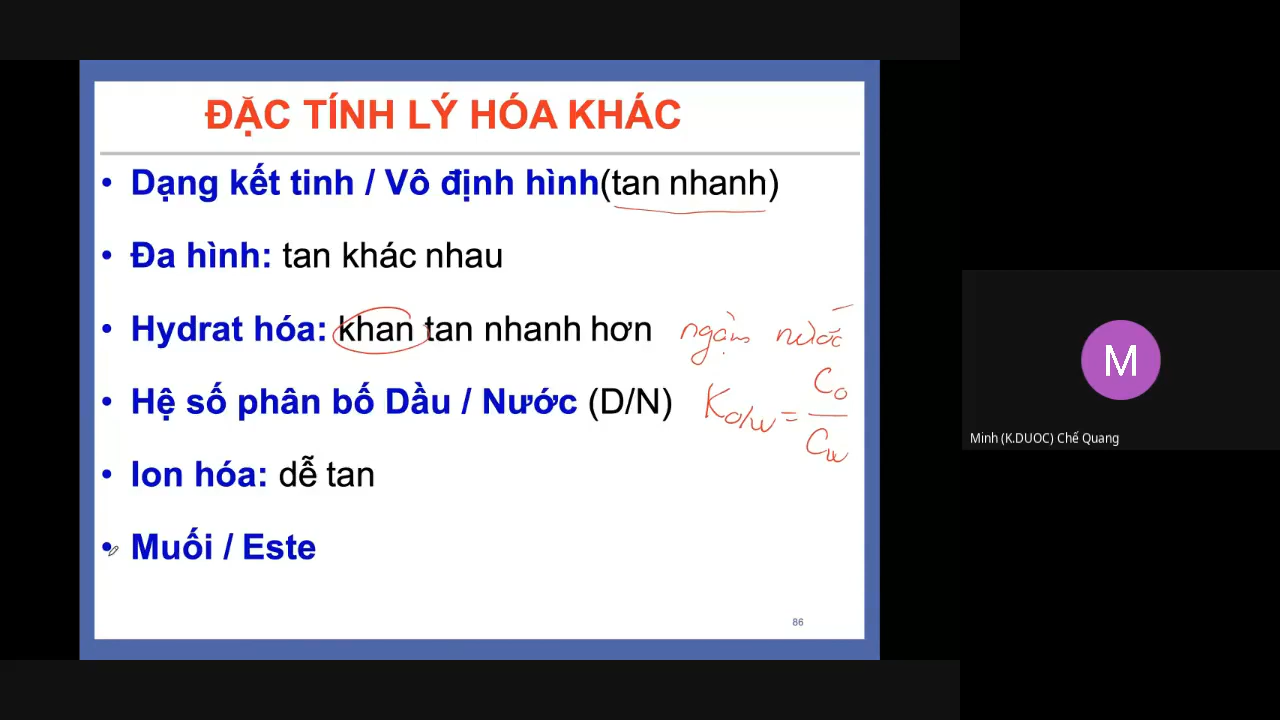 ĐẶC TÍNH LÝ HÓA KHÁC
• Dạng kết tinh / Vô định hình(tan nhanh)
• Đa hình: tan khác nhau
• Hydrat hóa: khan tan nhanh hơn ngậm nước
• Hệ số phân bố Dầu / Nước (D/N) Ko/w = Co / Cw
• Ion hóa: dễ tan
• Muối / Este
86
M
Minh (K.DUOC) Chế Quang